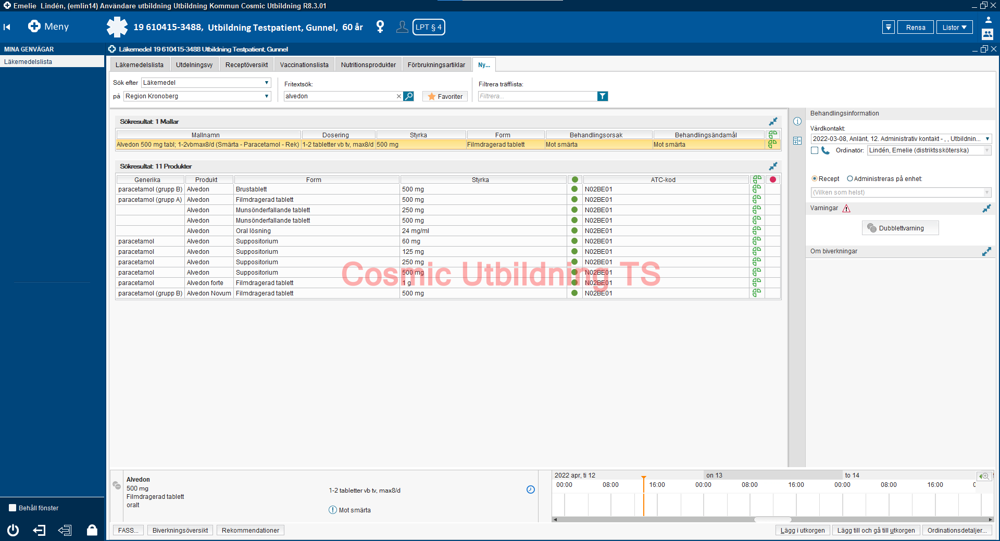 Emelie Lindén, (emlin14) Användare utbildning Utbildning Kommun Cosmic Utbildning R8.3.01
Meny
19 610415-3488, Utbildning Testpatient, Gunnel, 60 år
LPT § 4
Rensa
Listor
MINA GENVÄGAR
Läkemedelslista
Läkemedel 19 610415-3488 Utbildning Testpatient, Gunnel
Läkemedelslista Utdelningsvy Receptöversikt Vaccinationslista Nutritionsprodukter Förbrukningsartiklar Ny...
Sök efter Läkemedel
på Region Kronoberg
Fritextsök:
alvedon
Favoriter
Filtrera träfflista:
Filtrera...
Sökresultat: 1 Mallar
Mallnamn Dosering Styrka Form Behandlingsorsak Behandlingsändamål
Alvedon 500 mg tabl; 1-2vbmax8/d (Smärta - Paracetamol - Rek) 1-2 tabletter vb tv, max8/d 500 mg Filmdragerad tablett Mot smärta Mot smärta
Sökresultat: 11 Produkter
Generika Produkt Form Styrka ATC-kod
paracetamol (grupp B) Alvedon Brustablett 500 mg N02BE01
paracetamol (grupp A) Alvedon Filmdragerad tablett 500 mg N02BE01
Alvedon Munsönderfallande tablett 250 mg N02BE01
Alvedon Munsönderfallande tablett 500 mg N02BE01
Alvedon Oral lösning 24 mg/ml N02BE01
paracetamol Alvedon Suppositorium 60 mg N02BE01
paracetamol Alvedon Suppositorium 125 mg N02BE01
paracetamol Alvedon Suppositorium 250 mg N02BE01
paracetamol Alvedon Suppositorium 500 mg N02BE01
paracetamol Alvedon forte Filmdragerad tablett 1 g N02BE01
paracetamol (grupp B) Alvedon Novum Filmdragerad tablett 500 mg N02BE01
Cosmic Utbildning TS
Behandlingsinformation
Vårdkontakt:
2022-03-08, Anlänt, 12. Administrativ kontakt - , , Utbildnin...
Ordinatör: Lindén, Emelie (distriktssköterska)
Recept Administreras på enhet:
(Vilken som helst)
Varningar
Dubblettvarning
Om biverkningar
Alvedon
500 mg
Filmdragerad tablett
oralt
1-2 tabletter vb tv, max8/d
Mot smärta
2022 apr, ti 12 on 13 to 14
00:00 08:00 16:00 00:00 08:00 16:00 00:00 08:00 16:00
Behåll fönster
FASS... Biverkningsöversikt Rekommendationer
Lägg i utkorgen Lägg till och gå till utkorgen Ordinationsdetaljer...